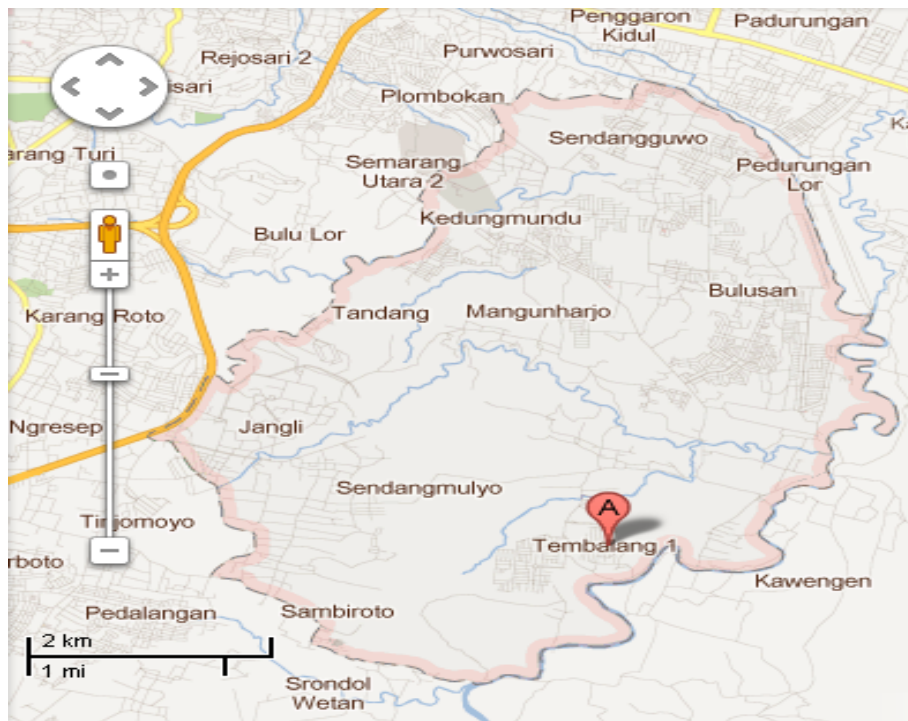 Penggaron
Kidul
Padurungan
Rejosari 2
Purwosari
Plombokan
Sendangguwo
arang Turi
Semarang
Utara 2
Pedurungan
Lor
Kedungmundu
Bulu Lor
Bulusan
Karang Roto
Tandang
Mangunharjo
Ngresep
Jangli
Sendangmulyo
A
Tembalang 1
Kawengen
rboto
Pedalangan
Sambiroto
2 km
1 mi
Srondol
Wetan